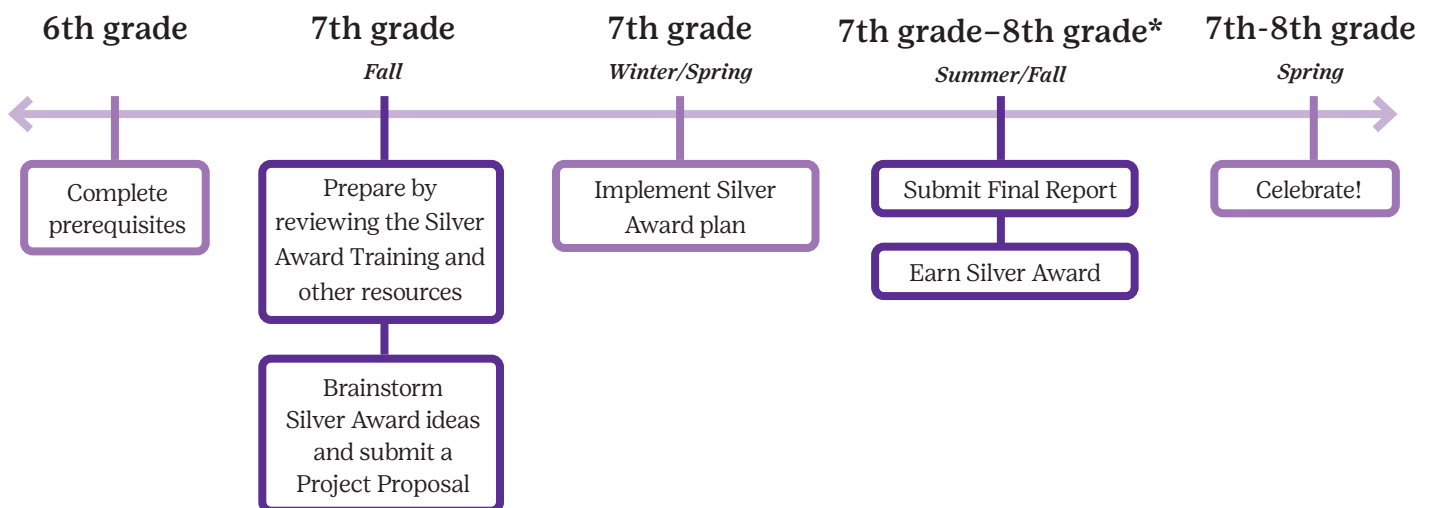 6th grade
7th grade
Fall
7th grade
Winter/Spring
7th grade–8th grade*
Summer/Fall
7th-8th grade
Spring
Complete
prerequisites
Prepare by
reviewing the Silver
Award Training and
other resources
Brainstorm
Silver Award ideas
and submit a
Project Proposal
Implement Silver
Award plan
Submit Final Report
Earn Silver Award
Celebrate!